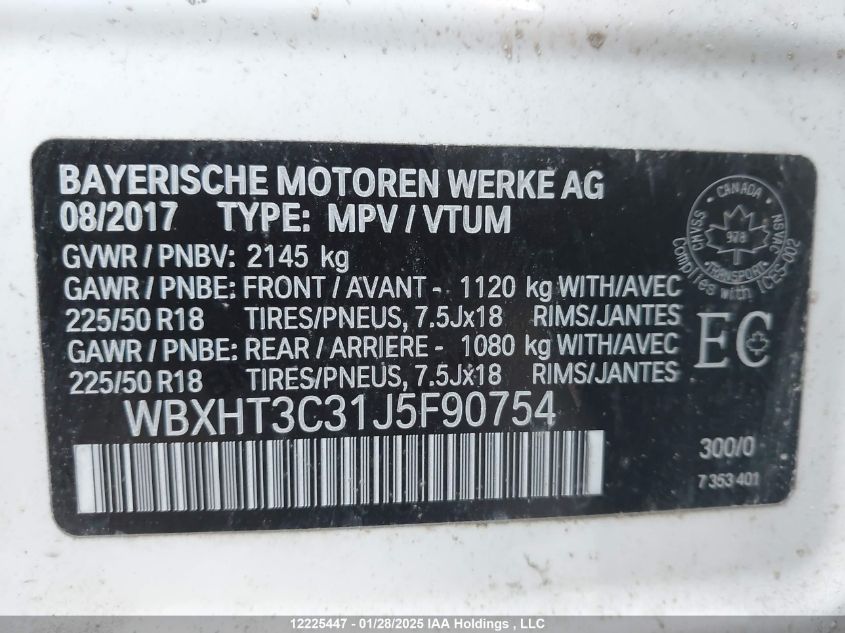 BAYERISCHE MOTOREN WERKE AG
08/2017 TYPE: MPV / VTUM
GVWR / PNBV: 2145 kg
GAWR / PNBE: FRONT / AVANT - 1120 kg WITH/AVEC
225/50 R18 TIRES/PNEUS, 7.5Jx18 RIMS/JANTES
GAWR / PNBE: REAR / ARRIERE - 1080 kg WITH/AVEC
225/50 R18 TIRES/PNEUS, 7.5Jx18 RIMS/JANTES
WBXHT3C31J5F90754
CANADA
CMVSS
NSVAC
978
TRANSPORT
Complies with ICES-002
EC
300/0
7 353 401
12225447 - 01/28/2025 IAA Holdings , LLC